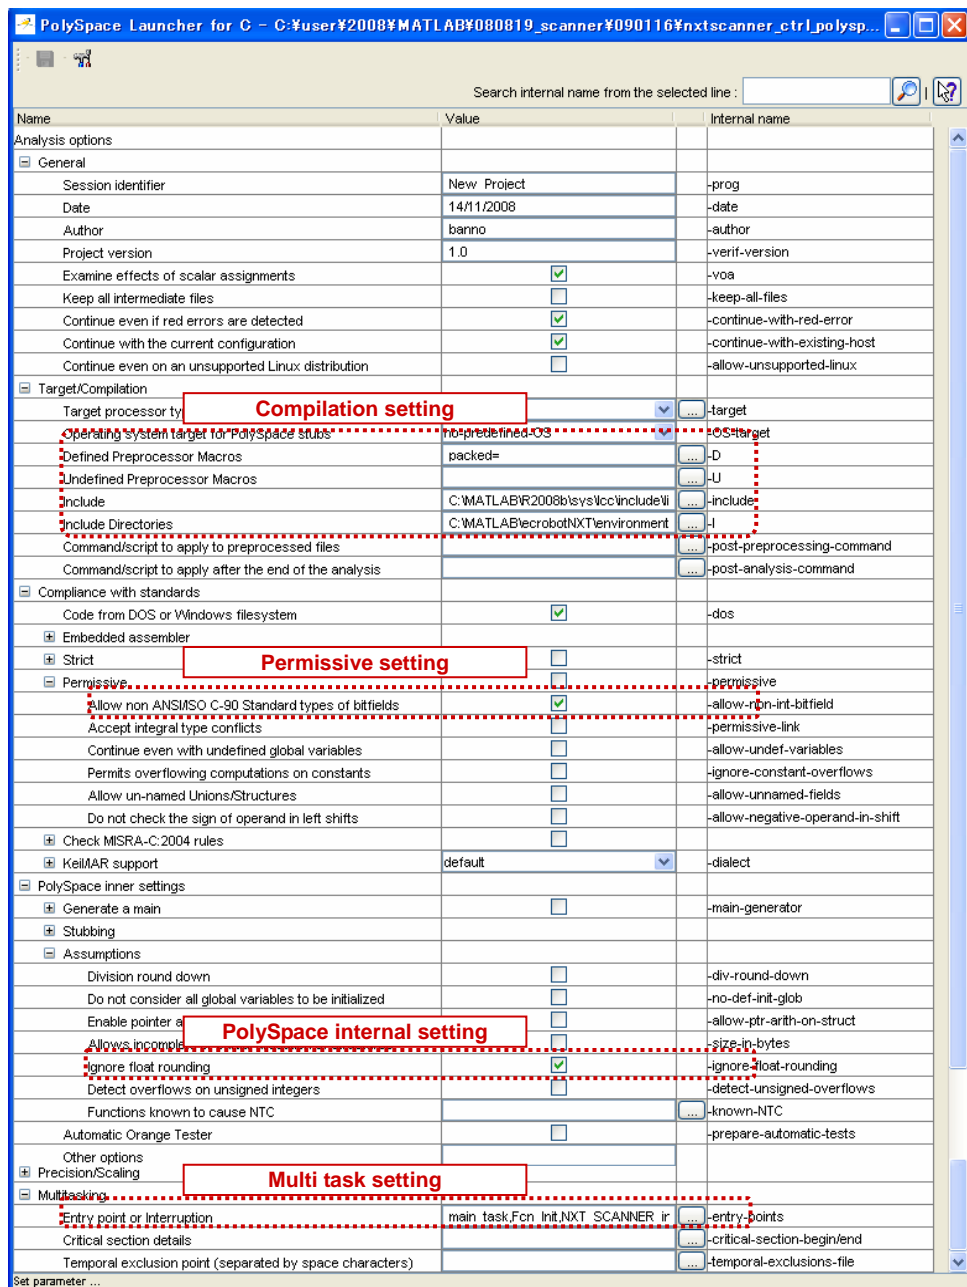 PolySpace Launcher for C - C:¥user¥2008¥MATLAB¥080819_scanner¥090116¥nxtscanner_ctrl_polysp...
Search internal name from the selected line :
Name Value Internal name
Analysis options
General
Session identifier New Project -prog
Date 14/11/2008 -date
Author banno -author
Project version 1.0 -verif-version
Examine effects of scalar assignments -voa
Keep all intermediate files -keep-all-files
Continue even if red errors are detected -continue-with-red-error
Continue with the current configuration -continue-with-existing-host
Continue even on an unsupported Linux distribution -allow-unsupported-linux
Target/Compilation
Compilation setting
Target processor ty ... -target
Operating system target for PolySpace stubs no-predefined-OS -OS-target
Defined Preprocessor Macros packed= ... -D
Undefined Preprocessor Macros ... -U
Include C:\MATLAB\R2008b\sys\lcc\include\li ... -include
Include Directories C:\MATLAB\ecrobotNXT\environment ... -I
Command/script to apply to preprocessed files ... -post-preprocessing-command
Command/script to apply after the end of the analysis ... -post-analysis-command
Compliance with standards
Code from DOS or Windows filesystem -dos
Embedded assembler
Strict -strict
Permissive setting
Permissive -permissive
Allow non ANSI/ISO C-90 Standard types of bitfields -allow-non-int-bitfield
Accept integral type conflicts -permissive-link
Continue even with undefined global variables -allow-undef-variables
Permits overflowing computations on constants -ignore-constant-overflows
Allow un-named Unions/Structures -allow-unnamed-fields
Do not check the sign of operand in left shifts -allow-negative-operand-in-shift
Check MISRA-C:2004 rules
Keil/IAR support default -dialect
PolySpace inner settings
Generate a main -main-generator
Stubbing
Assumptions
Division round down -div-round-down
Do not consider all global variables to be initialized -no-def-init-glob
Enable pointer a -allow-ptr-arith-on-struct
PolySpace internal setting
Allows incomple -size-in-bytes
Ignore float rounding -ignore-float-rounding
Detect overflows on unsigned integers -detect-unsigned-overflows
Functions known to cause NTC ... -known-NTC
Automatic Orange Tester -prepare-automatic-tests
Other options
Precision/Scaling
Multi task setting
Multitasking
Entry point or Interruption main_task,Fcn_Init,NXT_SCANNER_ir ... -entry-points
Critical section details ... -critical-section-begin/end
Temporal exclusion point (separated by space characters) ... -temporal-exclusions-file
Set parameter ...